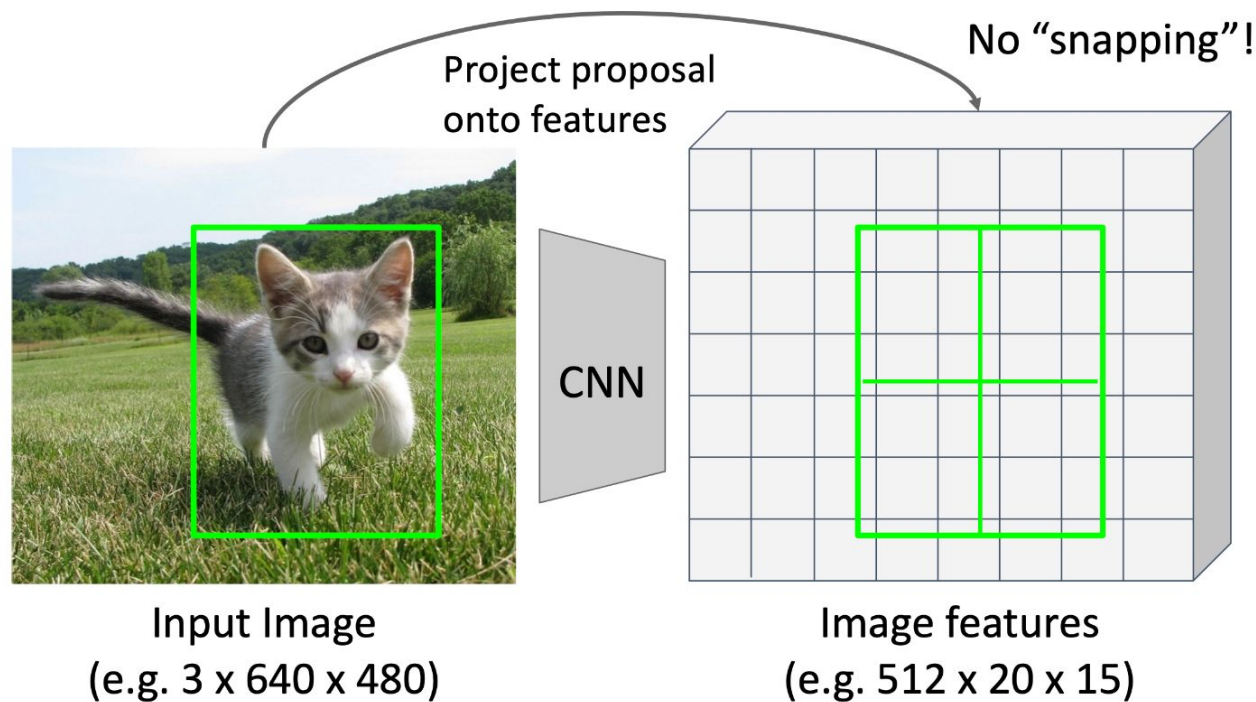 No “snapping”!
Project proposal
onto features
CNN
Input Image
(e.g. 3 x 640 x 480)
Image features
(e.g. 512 x 20 x 15)